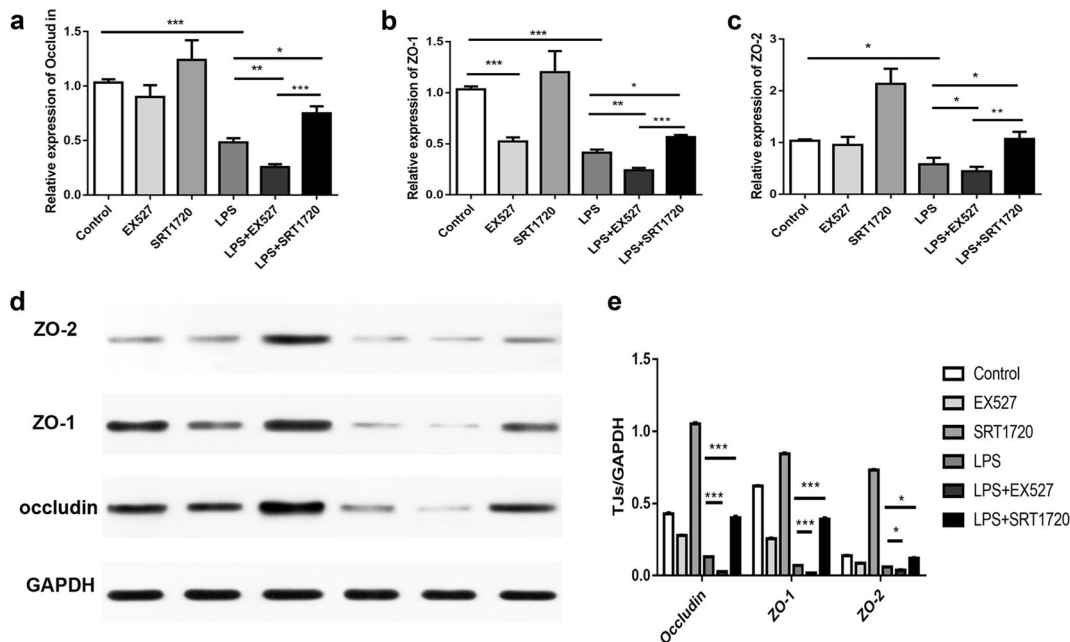 a
Relative expression of Occludin
1.5
1.0
0.5
0.0
***
*
**
***
Control
EX527
SRT1720
LPS
LPS+EX527
LPS+SRT1720
b
Relative expression of ZO-1
1.5
1.0
0.5
0.0
***
***
*
**
***
Control
EX527
SRT1720
LPS
LPS+EX527
LPS+SRT1720
c
Relative expression of ZO-2
3
2
1
0
*
*
*
**
Control
EX527
SRT1720
LPS
LPS+EX527
LPS+SRT1720
d
ZO-2
ZO-1
occludin
GAPDH
e
TJs/GAPDH
1.5
1.0
0.5
0.0
***
***
***
***
*
*
Occludin
ZO-1
ZO-2
Control
EX527
SRT1720
LPS
LPS+EX527
LPS+SRT1720